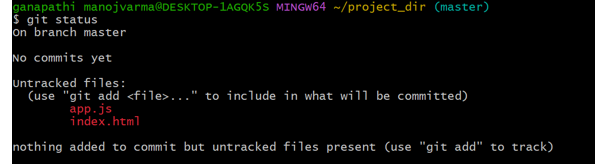 ganapathi manojvarma@DESKTOP-1AGQK5S MINGW64 ~/project_dir (master)
$ git status
On branch master
No commits yet
Untracked files:
(use "git add <file>..." to include in what will be committed)
app.js
index.html
nothing added to commit but untracked files present (use "git add" to track)